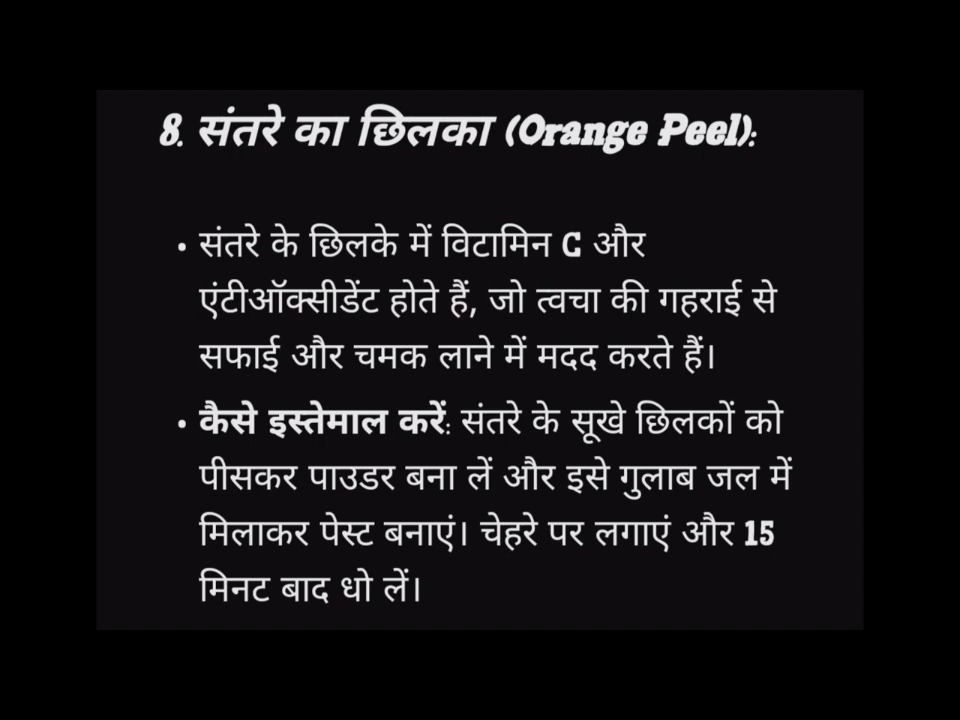 8. संतरे का छिलका (Orange Peel):
• संतरे के छिलके में विटामिन C और
एंटीऑक्सीडेंट होते हैं, जो त्वचा की गहराई से
सफाई और चमक लाने में मदद करते हैं।
• कैसे इस्तेमाल करें: संतरे के सूखे छिलकों को
पीसकर पाउडर बना लें और इसे गुलाब जल में
मिलाकर पेस्ट बनाएं। चेहरे पर लगाएं और 15
मिनट बाद धो लें।